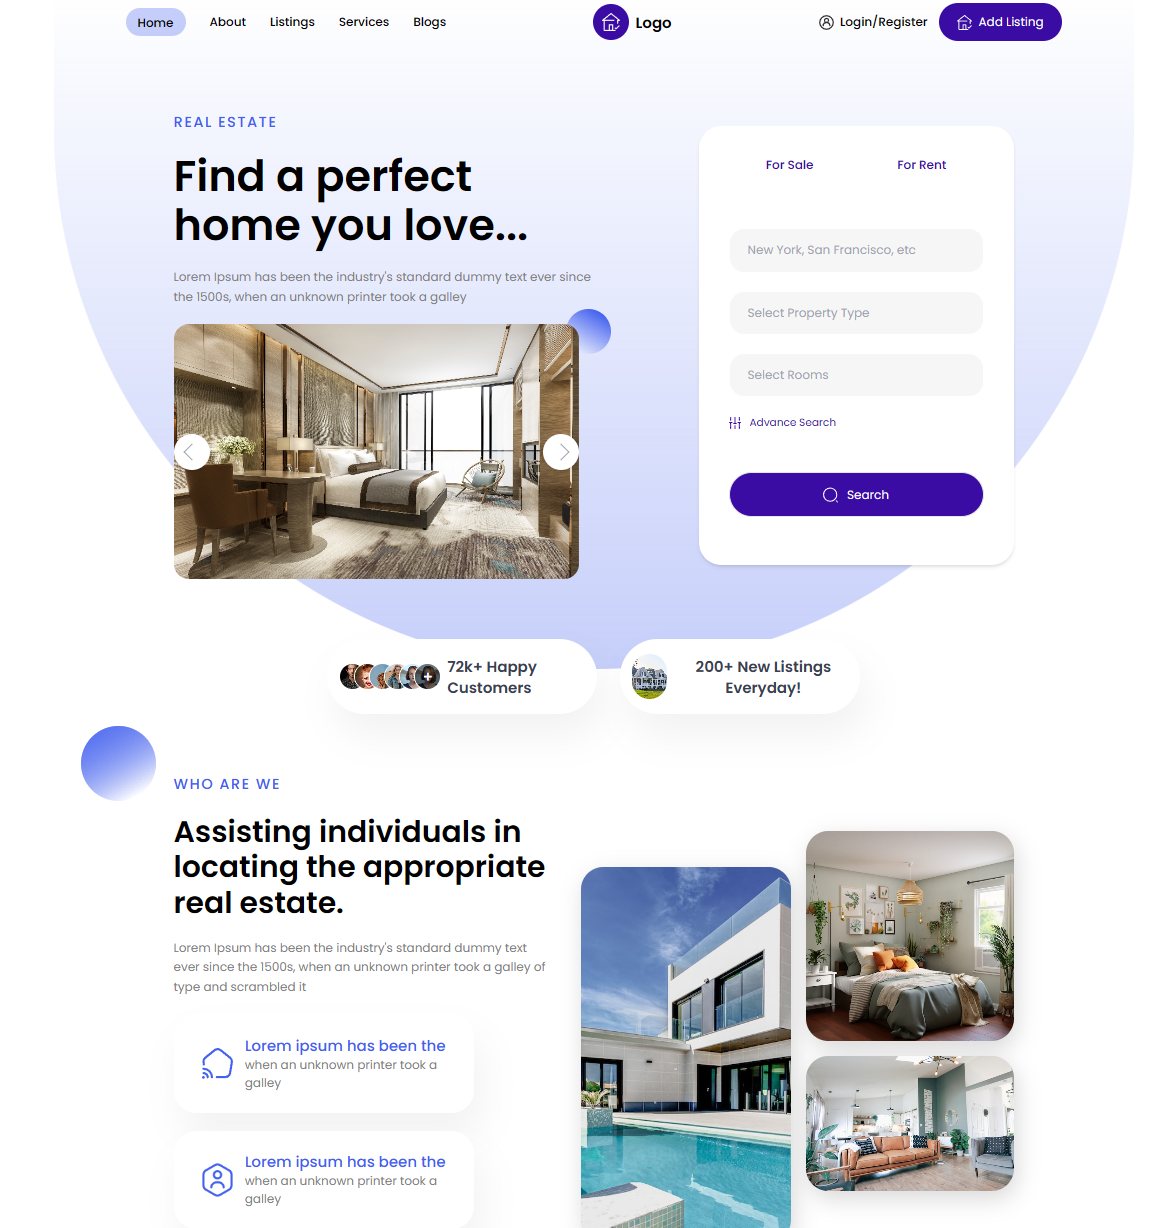 Home
About
Listings
Services
Blogs
Logo
Login/Register
Add Listing
REAL ESTATE
Find a perfect
home you love...
Lorem Ipsum has been the industry's standard dummy text ever since
the 1500s, when an unknown printer took a galley
For Sale
For Rent
New York, San Francisco, etc
Select Property Type
Select Rooms
Advance Search
Search
72k+ Happy
Customers
200+ New Listings
Everyday!
WHO ARE WE
Assisting individuals in
locating the appropriate
real estate.
Lorem Ipsum has been the industry's standard dummy text
ever since the 1500s, when an unknown printer took a galley of
type and scrambled it
Lorem ipsum has been the
when an unknown printer took a
galley
Lorem ipsum has been the
when an unknown printer took a
galley